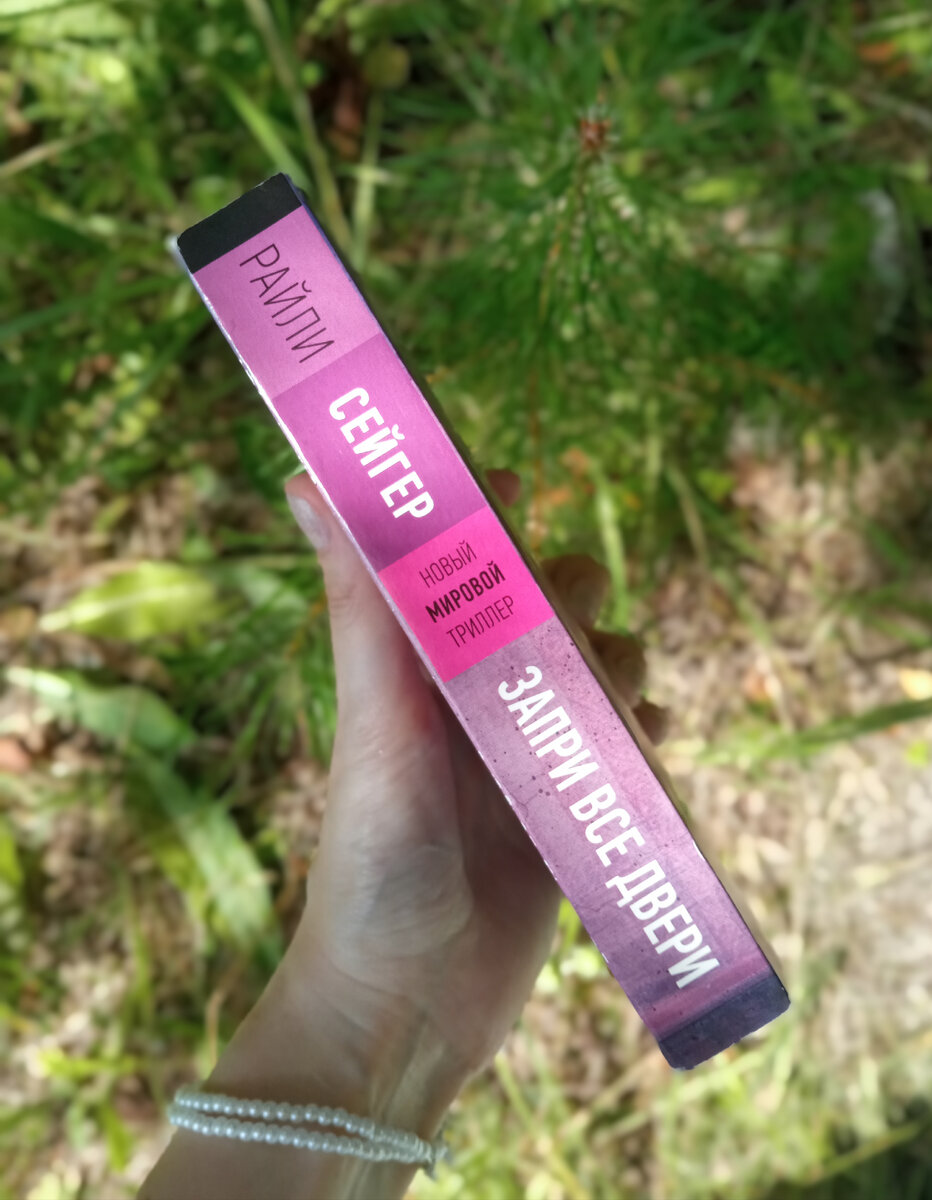 РАЙЛИ
СЕЙГЕР
НОВЫЙ
МИРОВОЙ
ТРИЛЛЕР
ЗАПРИ ВСЕ ДВЕРИ